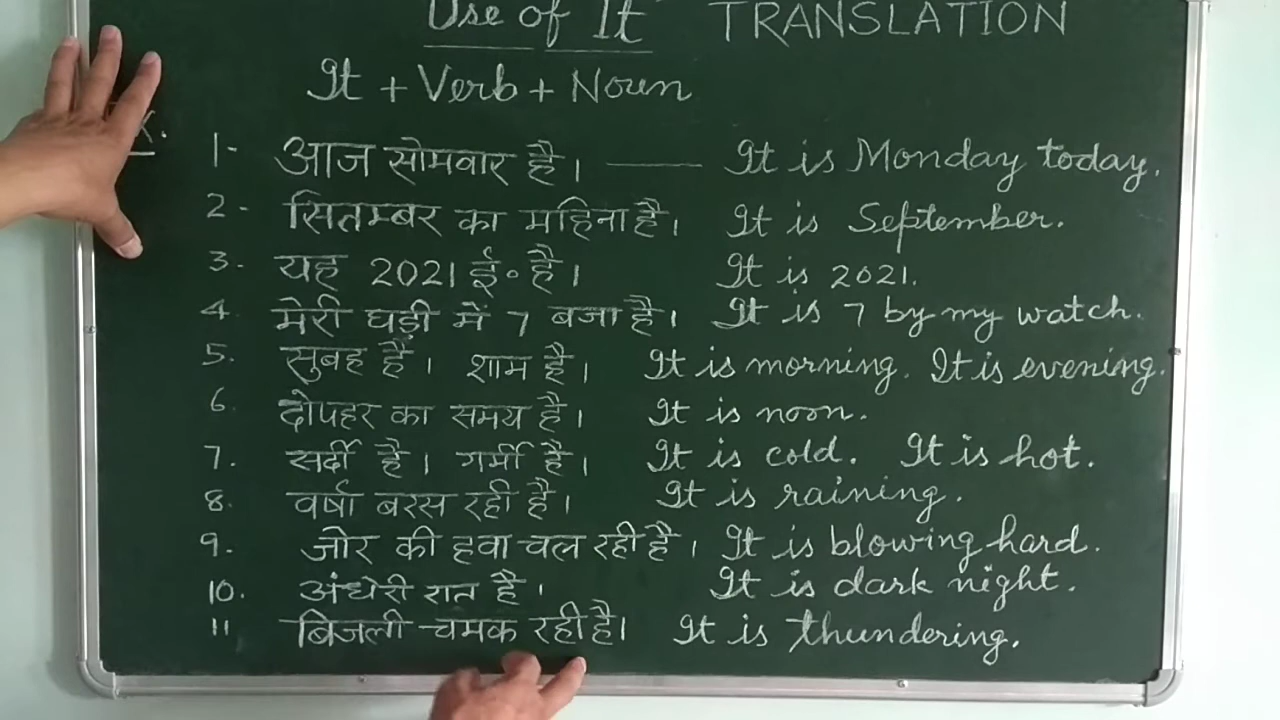 Use of It TRANSLATION
It + Verb + Noun
1- आज सोमवार है। —— It is Monday today.
2- सितम्बर का महिना है। It is September.
3- यह 2021 ई॰ है। It is 2021.
4- मेरी घड़ी में 7 बजा है। It is 7 by my watch.
5. सुबह है। शाम है। It is morning. It is evening.
6. दोपहर का समय है। It is noon.
7. सर्दी है। गर्मी है। It is cold. It is hot.
8. वर्षा बरस रही है। It is raining.
9. जोर की हवा चल रही है। It is blowing hard.
10. अंधेरी रात है। It is dark night.
11 बिजली चमक रही है। It is thundering.